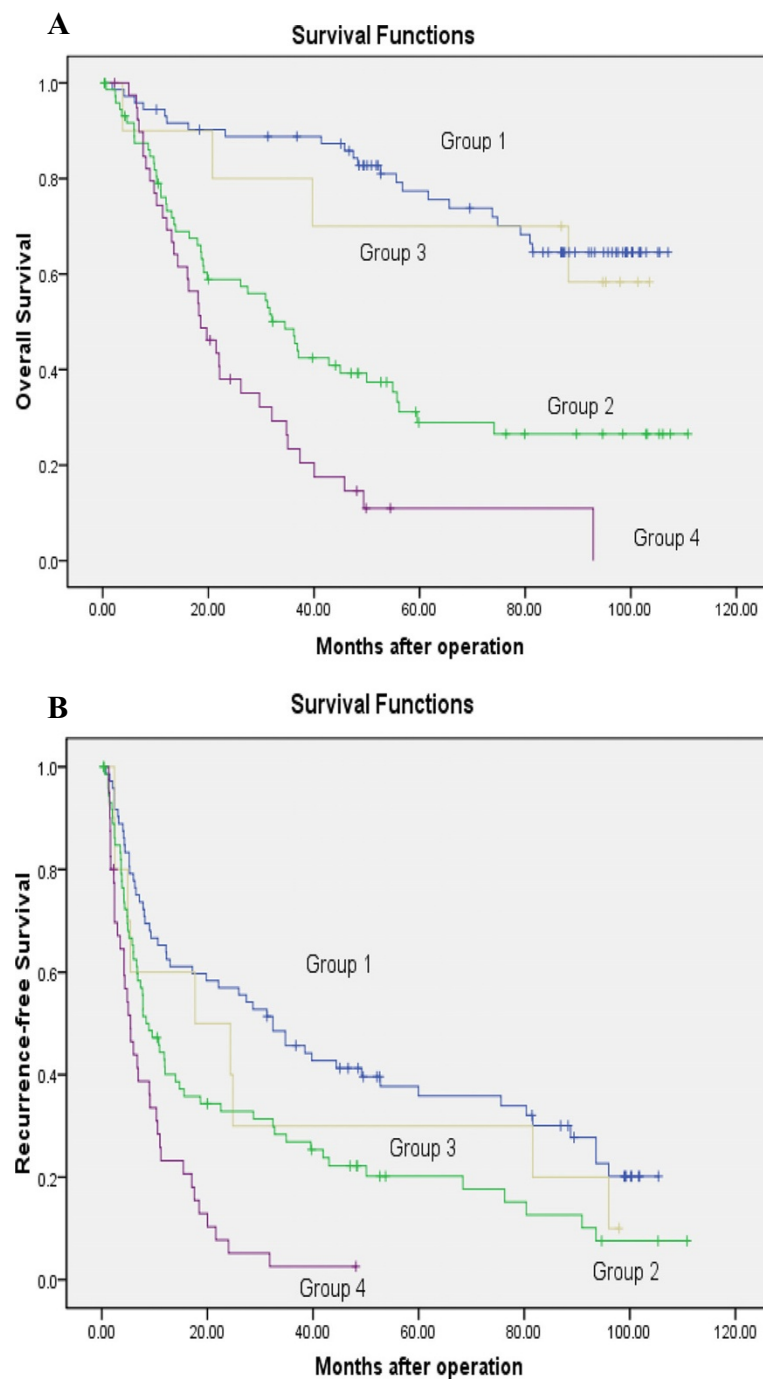 A
Survival Functions
Overall Survival
1.0
0.8
0.6
0.4
0.2
0.0
Group 1
Group 3
Group 2
Group 4
0.00 20.00 40.00 60.00 80.00 100.00 120.00
Months after operation
B
Survival Functions
Recurrence-free Survival
1.0
0.8
0.6
0.4
0.2
0.0
Group 1
Group 3
Group 2
Group 4
0.00 20.00 40.00 60.00 80.00 100.00 120.00
Months after operation